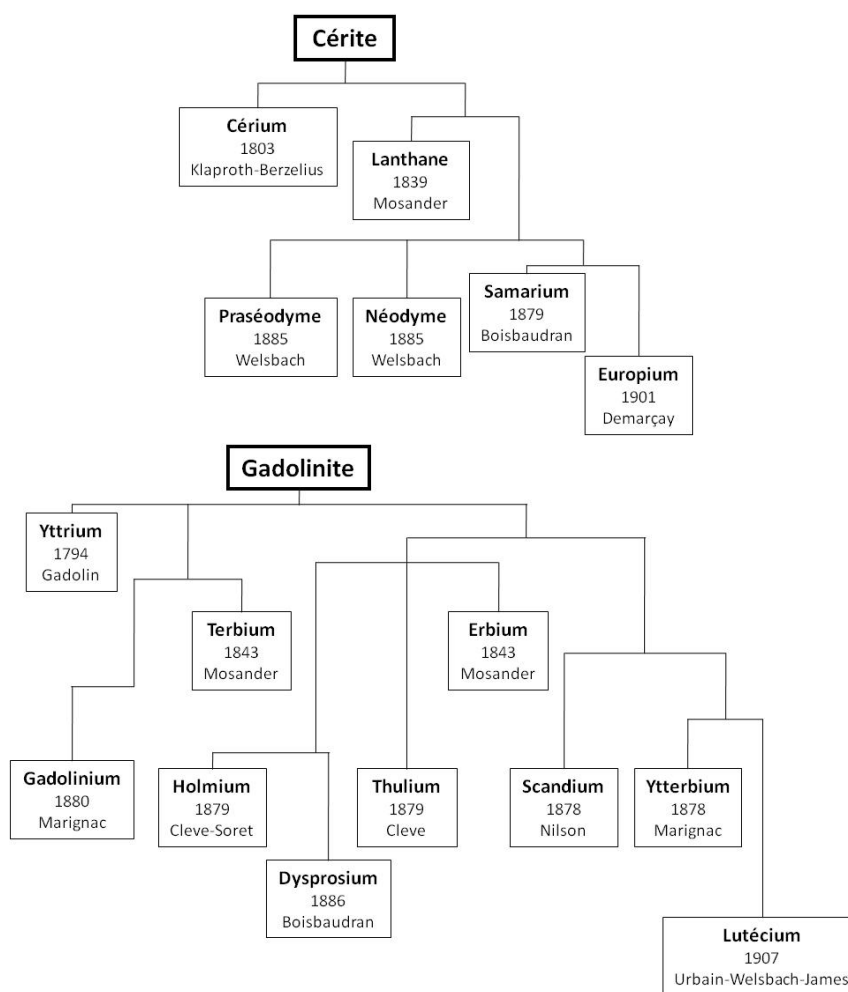 Cérite
Cérium
1803
Klaproth-Berzelius
Lanthane
1839
Mosander
Praséodyme
1885
Welsbach
Néodyme
1885
Welsbach
Samarium
1879
Boisbaudran
Europium
1901
Demarçay
Gadolinite
Yttrium
1794
Gadolin
Terbium
1843
Mosander
Erbium
1843
Mosander
Gadolinium
1880
Marignac
Holmium
1879
Cleve-Soret
Thulium
1879
Cleve
Scandium
1878
Nilson
Ytterbium
1878
Marignac
Dysprosium
1886
Boisbaudran
Lutécium
1907
Urbain-Welsbach-James